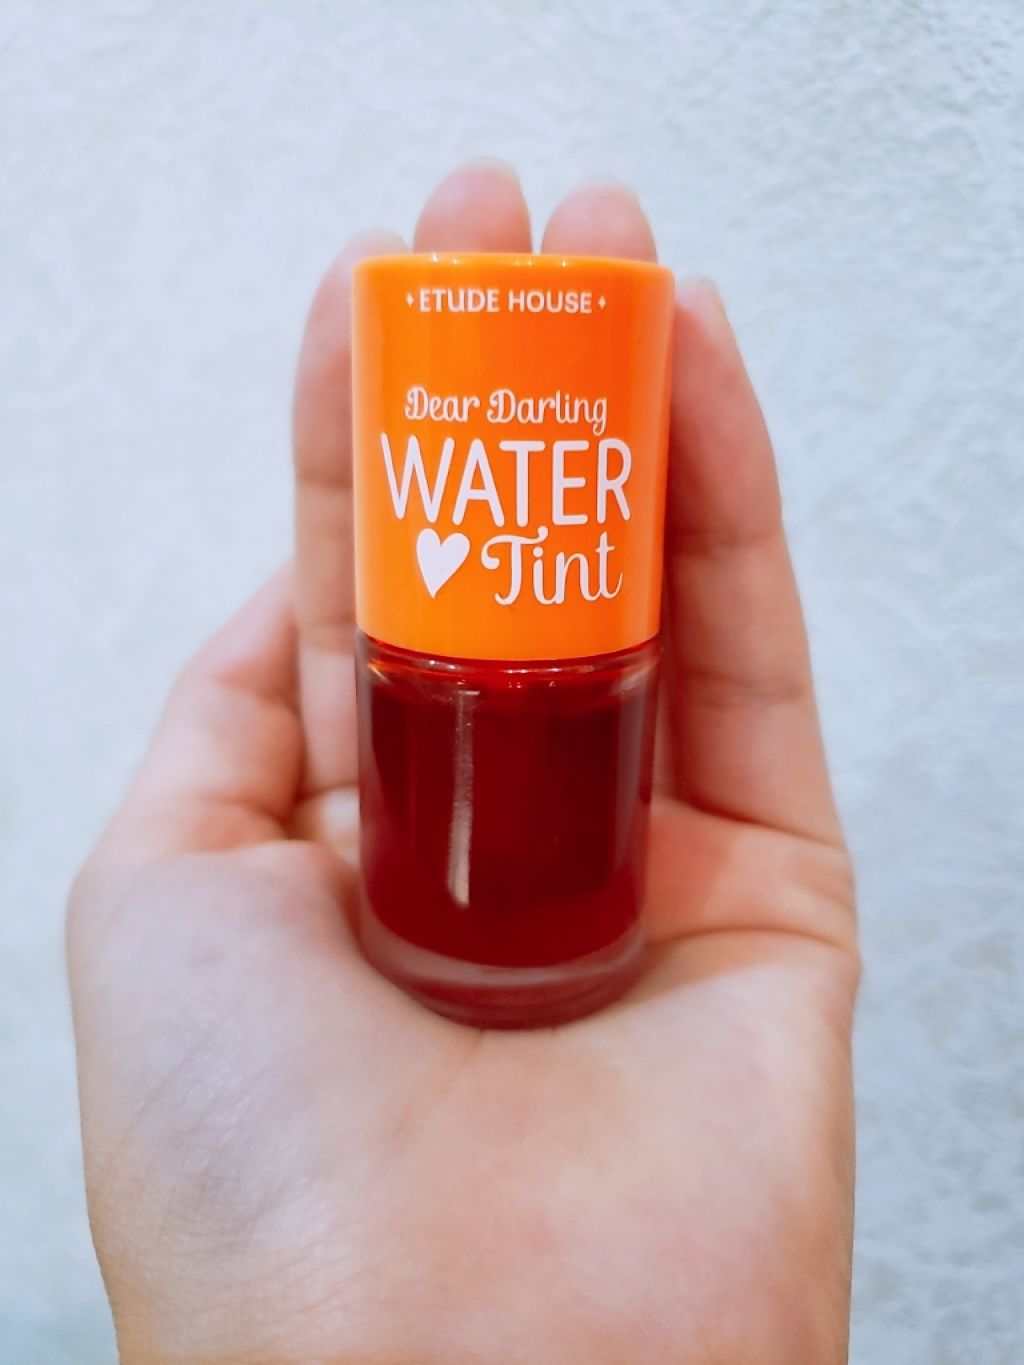 ETUDE HOUSE
Dear Darling
WATER
Tint